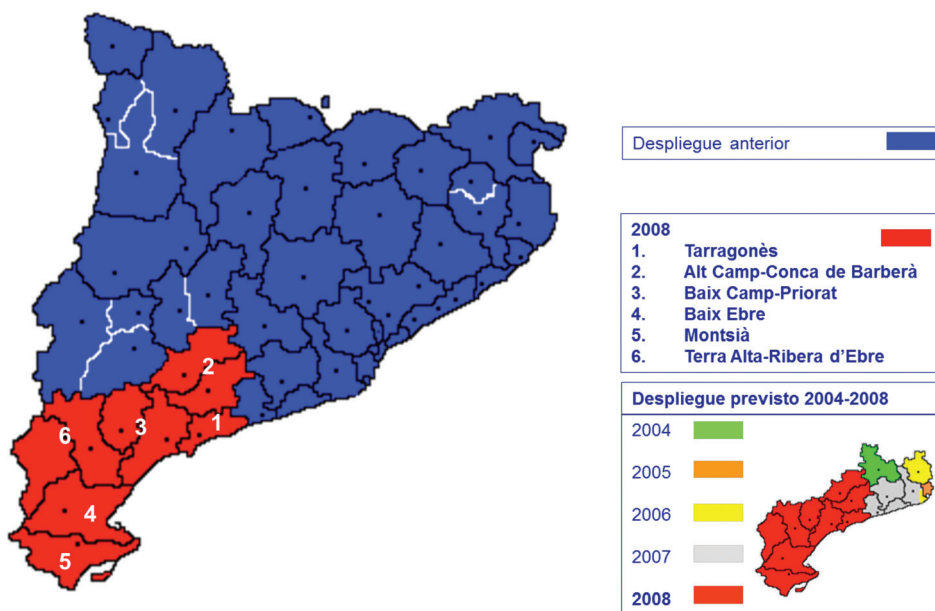 2
1
3
6
4
5
Despliegue anterior
2008
1. Tarragonès
2. Alt Camp-Conca de Barberà
3. Baix Camp-Priorat
4. Baix Ebre
5. Montsià
6. Terra Alta-Ribera d’Ebre
Despliegue previsto 2004-2008
2004
2005
2006
2007
2008